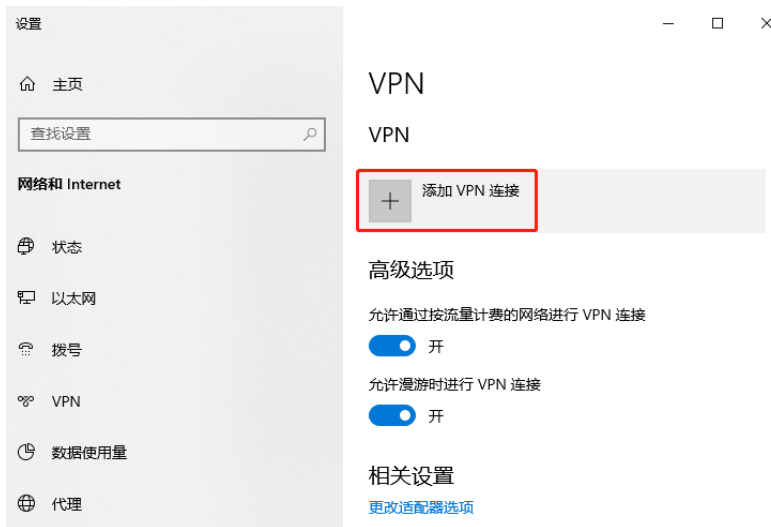 设置
主页
查找设置
网络和 Internet
状态
以太网
拨号
VPN
数据使用量
代理
VPN
VPN
添加 VPN 连接
高级选项
允许通过按流量计费的网络进行 VPN 连接
开
允许漫游时进行 VPN 连接
开
相关设置
更改适配器选项